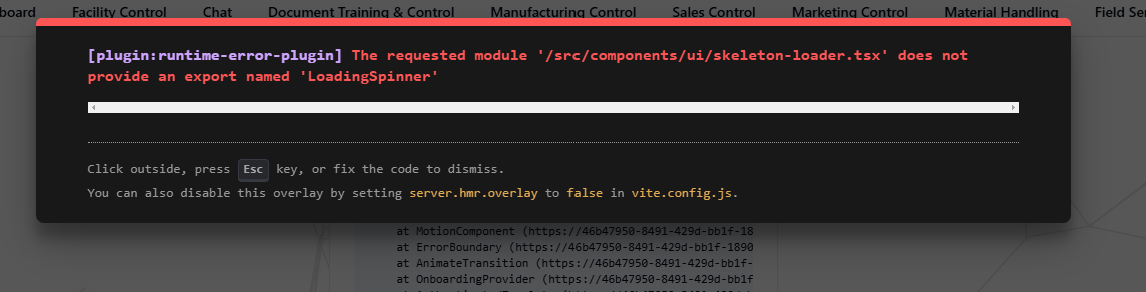 board Facility Control Chat Document Training & Control Manufacturing Control Sales Control Marketing Control Material Handling Field Ser
[plugin:runtime-error-plugin] The requested module '/src/components/ui/skeleton-loader.tsx' does not
provide an export named 'LoadingSpinner'
Click outside, press Esc key, or fix the code to dismiss.
You can also disable this overlay by setting server.hmr.overlay to false in vite.config.js.
at MotionComponent (https://46b47950-8491-429d-bb1f-18
at ErrorBoundary (https://46b47950-8491-429d-bb1f-1890
at AnimateTransition (https://46b47950-8491-429d-bb1f-
at OnboardingProvider (https://46b47950-8491-429d-bb1f